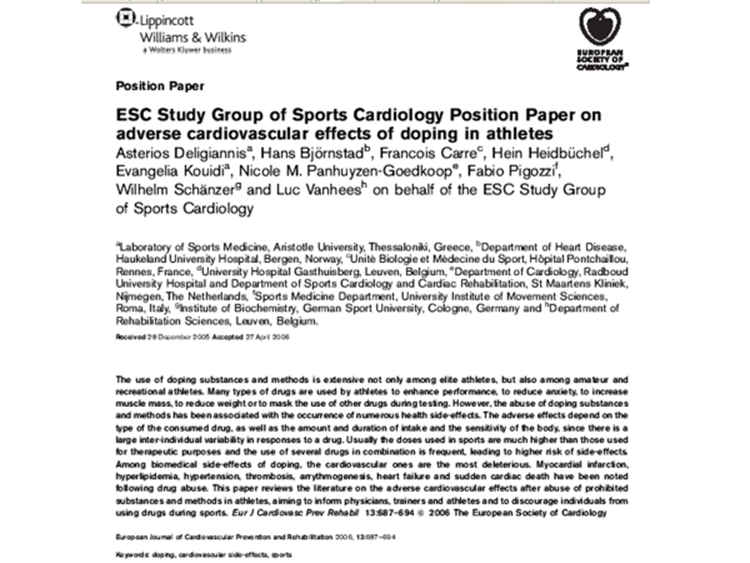 Lippincott
Williams & Wilkins
a Wolters Kluwer business
EUROPEAN
SOCIETY OF
CARDIOLOGY
Position Paper
ESC Study Group of Sports Cardiology Position Paper on
adverse cardiovascular effects of doping in athletes
Asterios Deligiannisᵃ, Hans Björnstadᵇ, Francois Carreᶜ, Hein Heidbüchelᵈ,
Evangelia Kouidiᵃ, Nicole M. Panhuyzen-Goedkoopᵉ, Fabio Pigozziᶠ,
Wilhelm Schänzerᵍ and Luc Vanheesʰ on behalf of the ESC Study Group
of Sports Cardiology
ᵃLaboratory of Sports Medicine, Aristotle University, Thessaloniki, Greece, ᵇDepartment of Heart Disease,
Haukeland University Hospital, Bergen, Norway, ᶜUnité Biologie et Médecine du Sport, Hôpital Pontchaillou,
Rennes, France, ᵈUniversity Hospital Gasthuisberg, Leuven, Belgium, ᵉDepartment of Cardiology, Radboud
University Hospital and Department of Sports Cardiology and Cardiac Rehabilitation, St Maartens Kliniek,
Nijmegen, The Netherlands, ᶠSports Medicine Department, University Institute of Movement Sciences,
Roma, Italy, ᵍInstitute of Biochemistry, German Sport University, Cologne, Germany and ʰDepartment of
Rehabilitation Sciences, Leuven, Belgium.
Received 28 December 2005 Accepted 27 April 2006
The use of doping substances and methods is extensive not only among elite athletes, but also among amateur and
recreational athletes. Many types of drugs are used by athletes to enhance performance, to reduce anxiety, to increase
muscle mass, to reduce weight or to mask the use of other drugs during testing. However, the abuse of doping substances
and methods has been associated with the occurrence of numerous health side-effects. The adverse effects depend on the
type of the consumed drug, as well as the amount and duration of intake and the sensitivity of the body, since there is a
large inter-individual variability in responses to a drug. Usually the doses used in sports are much higher than those used
for therapeutic purposes and the use of several drugs in combination is frequent, leading to higher risk of side-effects.
Among biomedical side-effects of doping, the cardiovascular ones are the most deleterious. Myocardial infarction,
hyperlipidemia, hypertension, thrombosis, arrythmogenesis, heart failure and sudden cardiac death have been noted
following drug abuse. This paper reviews the literature on the adverse cardiovascular effects after abuse of prohibited
substances and methods in athletes, aiming to inform physicians, trainers and athletes and to discourage individuals from
using drugs during sports. Eur J Cardiovasc Prev Rehabil 13:687–694 © 2006 The European Society of Cardiology
European Journal of Cardiovascular Prevention and Rehabilitation 2006, 13:687–694
Keywords: doping, cardiovascular side-effects, sports